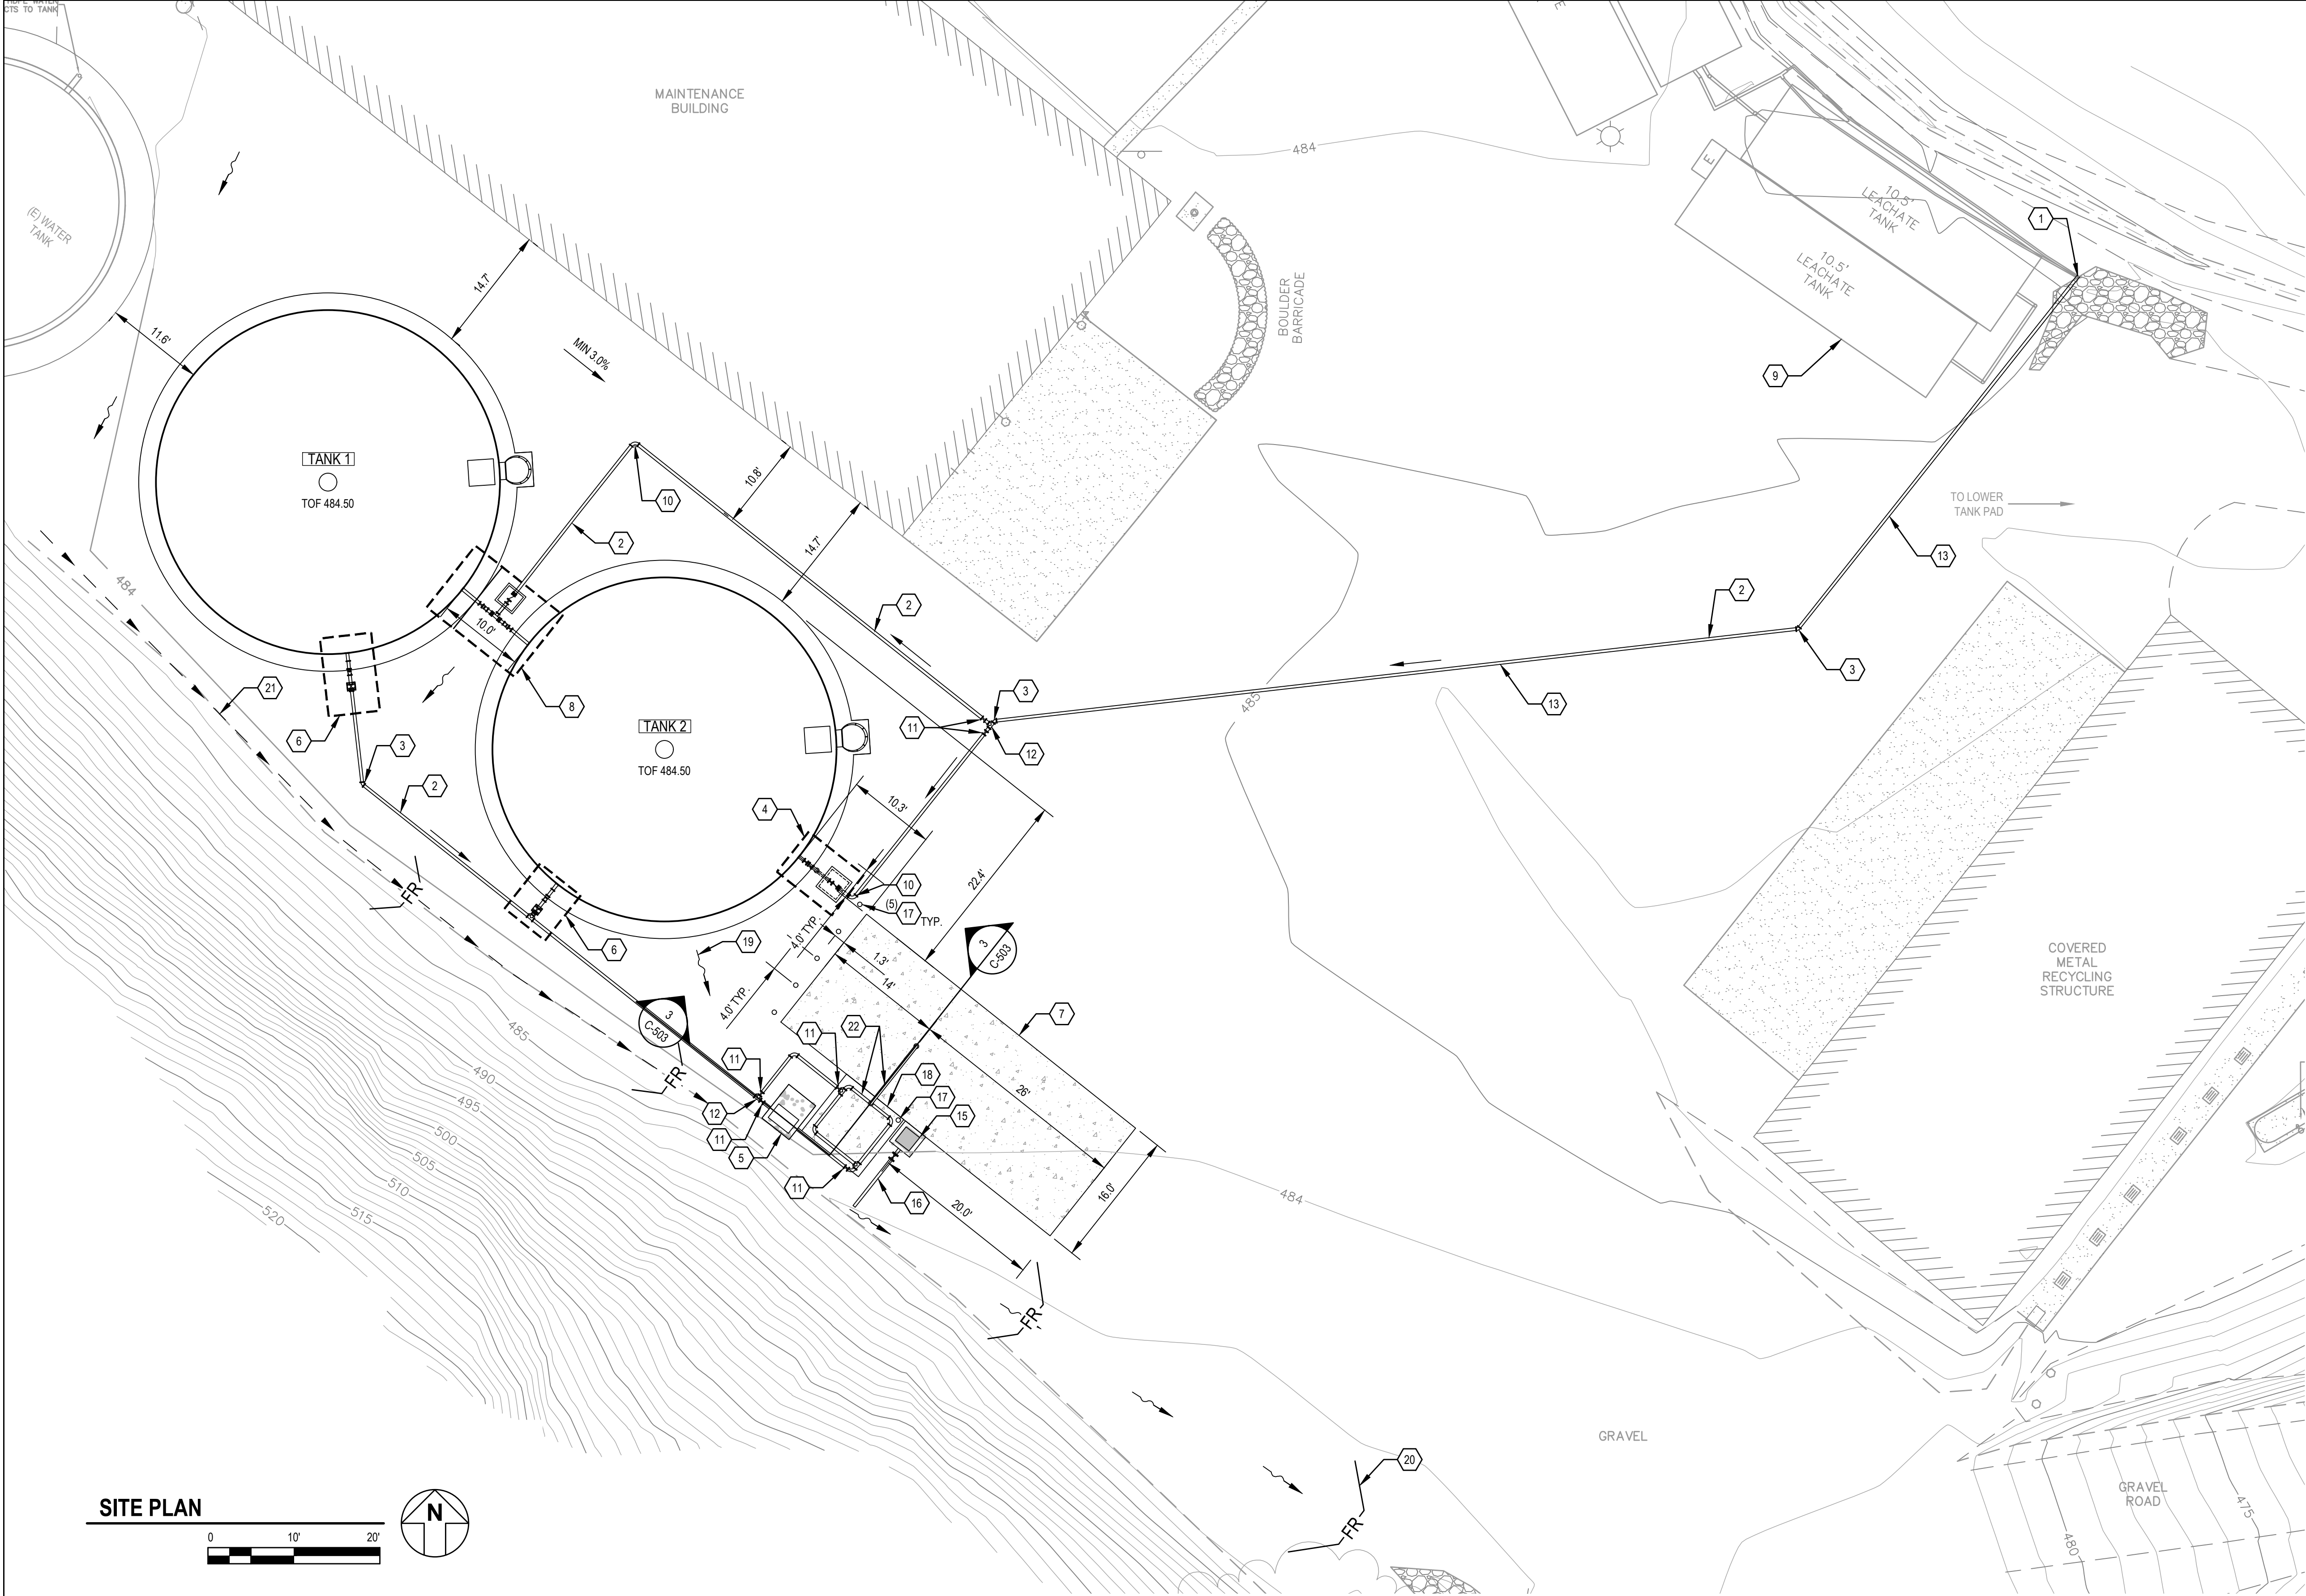 CTS TO TANK
MAINTENANCE
BUILDING
484
E
10.5'
LEACHATE
TANK
10.5'
LEACHATE
TANK
1
(E) WATER
TANK
14.7'
11.6'
MIN 3.0%
BOULDER
BARRICADE
9
TANK 1
TOF 484.50
10
10.8'
2
14.7'
TO LOWER
TANK PAD
13
484
2
2
10.0'
3
21
8
6
3
485
13
3
11
12
TANK 2
TOF 484.50
2
4
10.3'
22.4'
10
(5)
17
TYP.
FR
6
19
4.0' TYP.
1.3'
14'
4.0' TYP.
3
C-503
COVERED
METAL
RECYCLING
STRUCTURE
3
C-503
11
22
7
485
490
495
500
505
510
515
520
FR
11
18
17
15
26'
12
11
5
11
16
20.0'
16.0'
484
FR
GRAVEL
20
FR
GRAVEL
ROAD
475
480
SITE PLAN
0 10' 20'
N